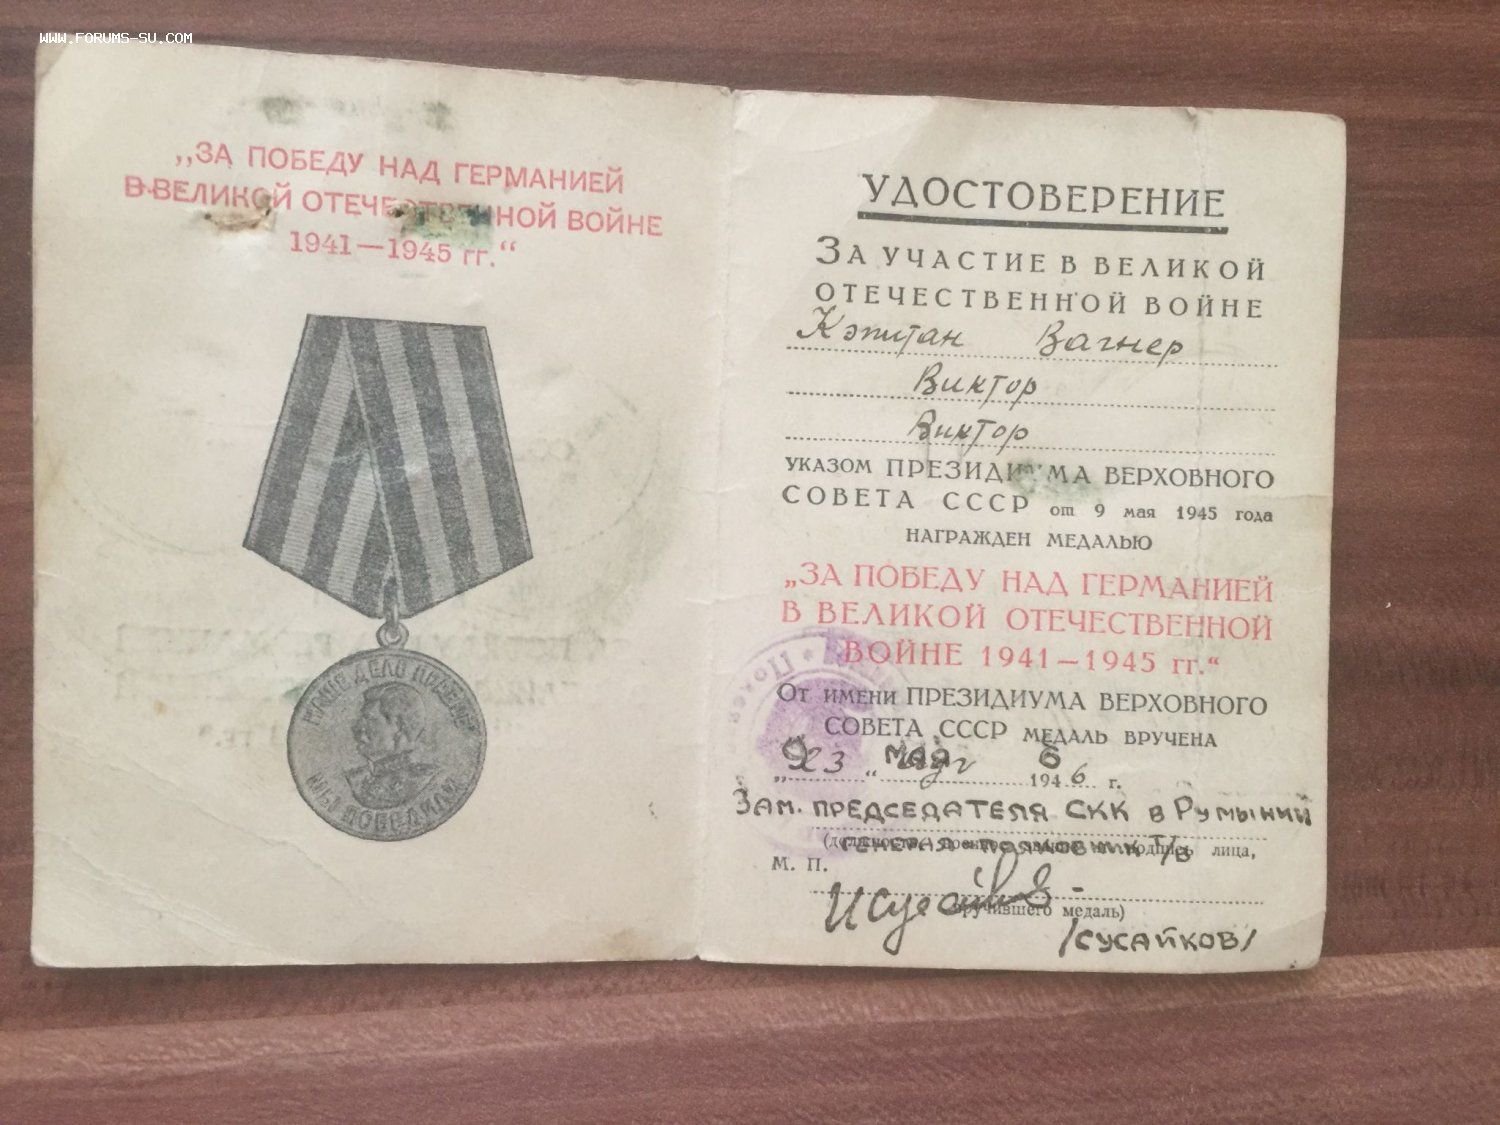 WWW.FORUMS-SU.COM
„ЗА ПОБЕДУ НАД ГЕРМАНИЕЙ
В ВЕЛИКОЙ ОТЕЧЕСТВЕННОЙ ВОЙНЕ
1941—1945 гг.“
НАШЕ ДЕЛО ПРАВОЕ
МЫ ПОБЕДИЛИ
УДОСТОВЕРЕНИЕ
ЗА УЧАСТИЕ В ВЕЛИКОЙ
ОТЕЧЕСТВЕННОЙ ВОЙНЕ
Кэпитан Вагнер
Виктор
Виктор
УКАЗОМ ПРЕЗИДИУМА ВЕРХОВНОГО
СОВЕТА СССР от 9 мая 1945 года
НАГРАЖДЕН МЕДАЛЬЮ
„ЗА ПОБЕДУ НАД ГЕРМАНИЕЙ
В ВЕЛИКОЙ ОТЕЧЕСТВЕННОЙ
ВОЙНЕ 1941—1945 гг.“
ОТ ИМЕНИ ПРЕЗИДИУМА ВЕРХОВНОГО
СОВЕТА СССР МЕДАЛЬ ВРУЧЕНА
МАЯ 6
„23“ 1946 г.
ЗАМ. ПРЕДСЕДАТЕЛЯ СКК В РУМЫНИИ
ГЕНЕРАЛ-ПОЛКОВНИК Т/В
(должность, подпись лица,
М. П.
вручившего медаль)
/СУСАЙКОВ/